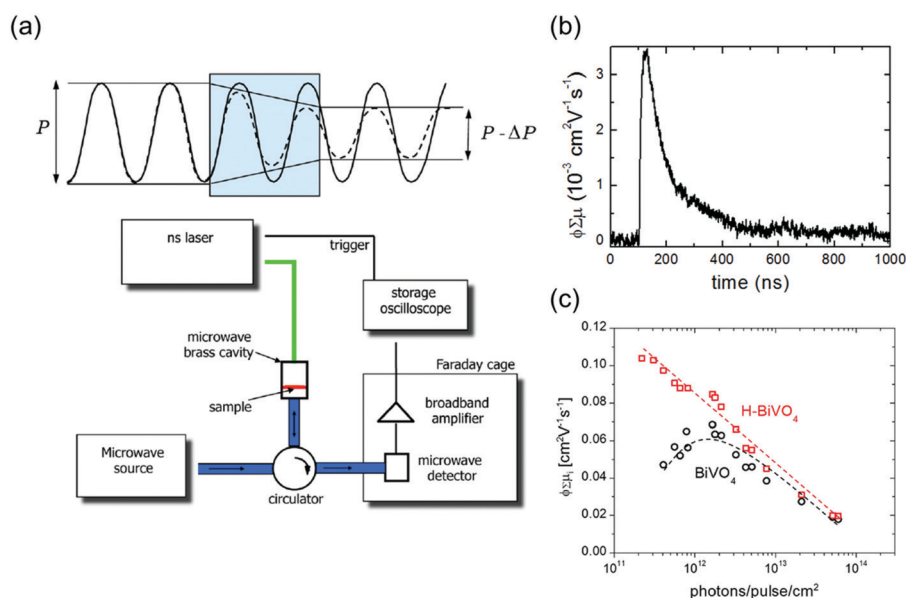 (a)
P
P - ΔP
ns laser
trigger
storage
oscilloscope
microwave
brass cavity
sample
Faraday cage
broadband
amplifier
microwave
detector
Microwave
source
circulator
(b)
ϕΣμ (10⁻³ cm²V⁻¹s⁻¹)
3
2
1
0
0 200 400 600 800 1000
time (ns)
(c)
ϕΣμᵢ [cm²V⁻¹s⁻¹]
0.12
0.10
0.08
0.06
0.04
0.02
0.00
H-BiVO₄
BiVO₄
10¹¹ 10¹² 10¹³ 10¹⁴
photons/pulse/cm²